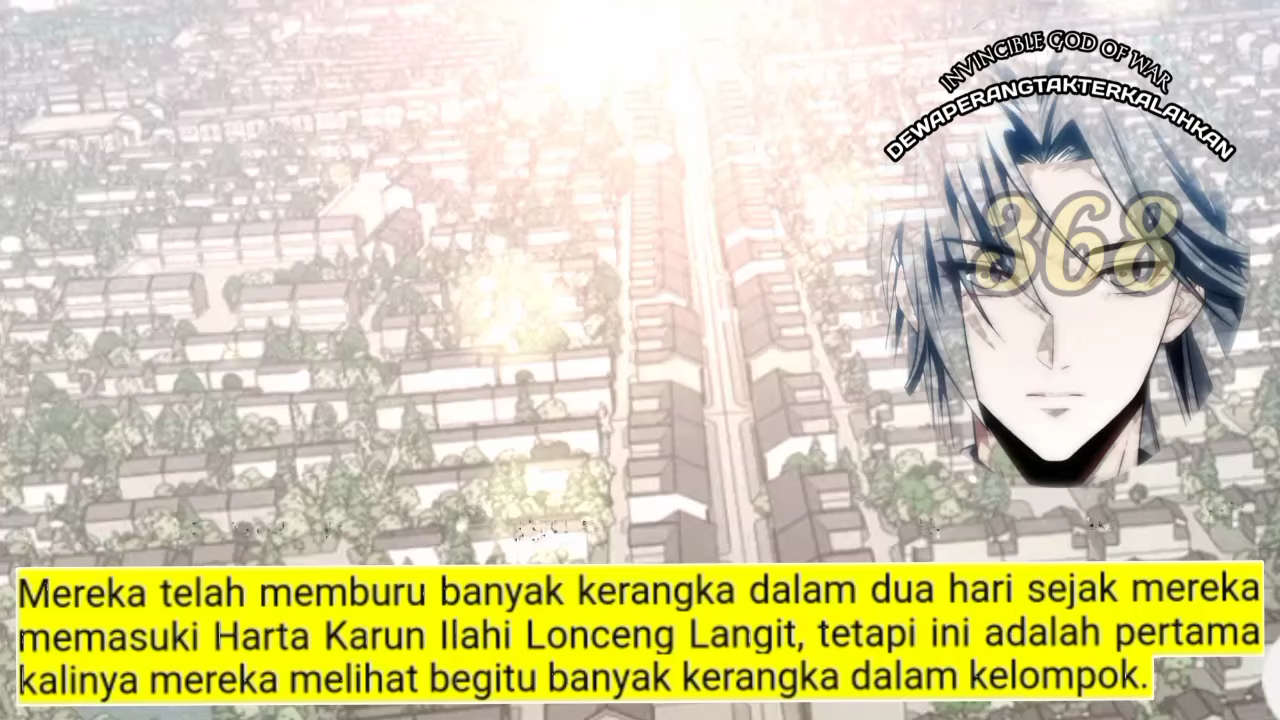 INVINCIBLE GOD OF WAR
DEWAPERANGTAKTERKALAHKAN
368
Mereka telah memburu banyak kerangka dalam dua hari sejak mereka
memasuki Harta Karun Ilahi Lonceng Langit, tetapi ini adalah pertama
kalinya mereka melihat begitu banyak kerangka dalam kelompok.